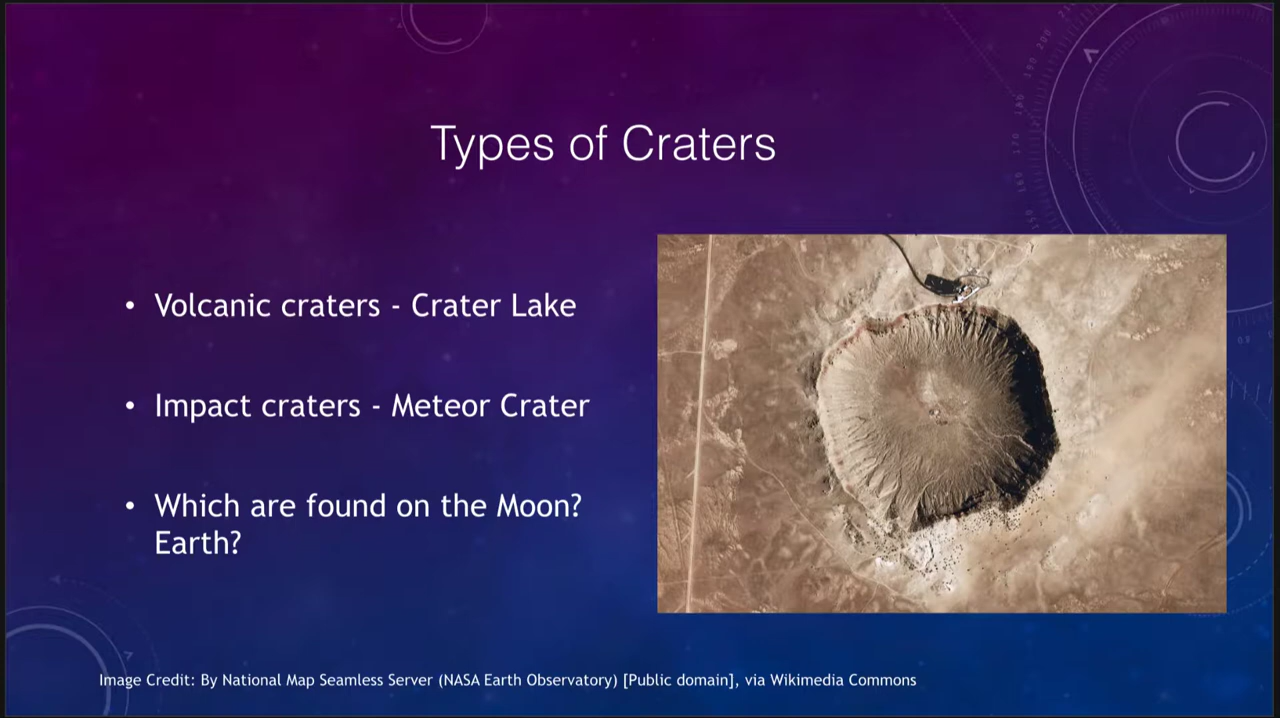 Types of Craters
• Volcanic craters - Crater Lake
• Impact craters - Meteor Crater
• Which are found on the Moon?
Earth?
Image Credit: By National Map Seamless Server (NASA Earth Observatory) [Public domain], via Wikimedia Commons